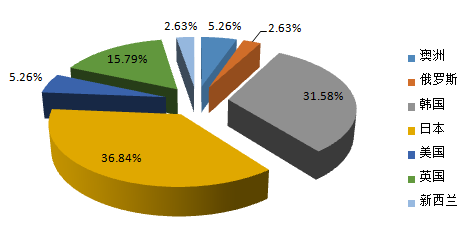 2.63%
5.26%
2.63%
15.79%
5.26%
31.58%
36.84%
澳洲
俄罗斯
韩国
日本
美国
英国
新西兰